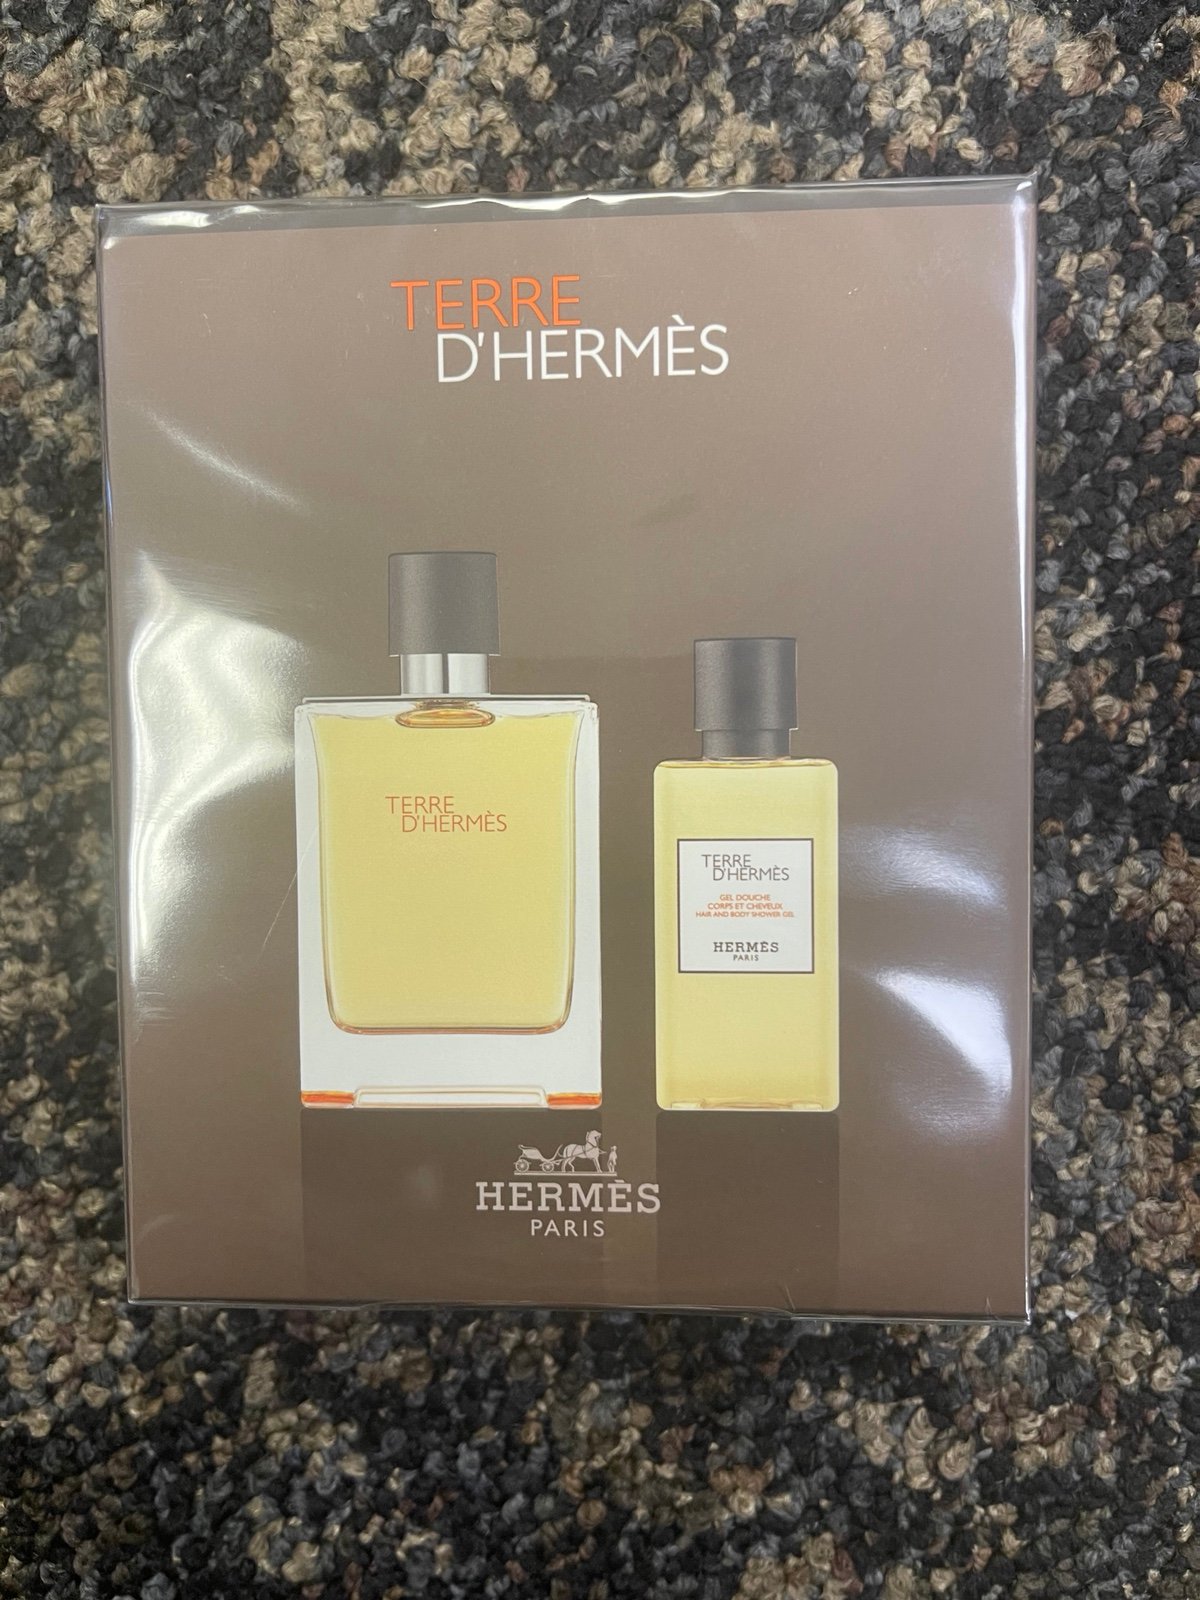 TERRE
D'HERMÈS
TERRE
D'HERMÈS
TERRE
D'HERMÈS
GEL DOUCHE
CORPS ET CHEVEUX
HAIR AND BODY SHOWER GEL
HERMÈS
PARIS
HERMÈS
PARIS